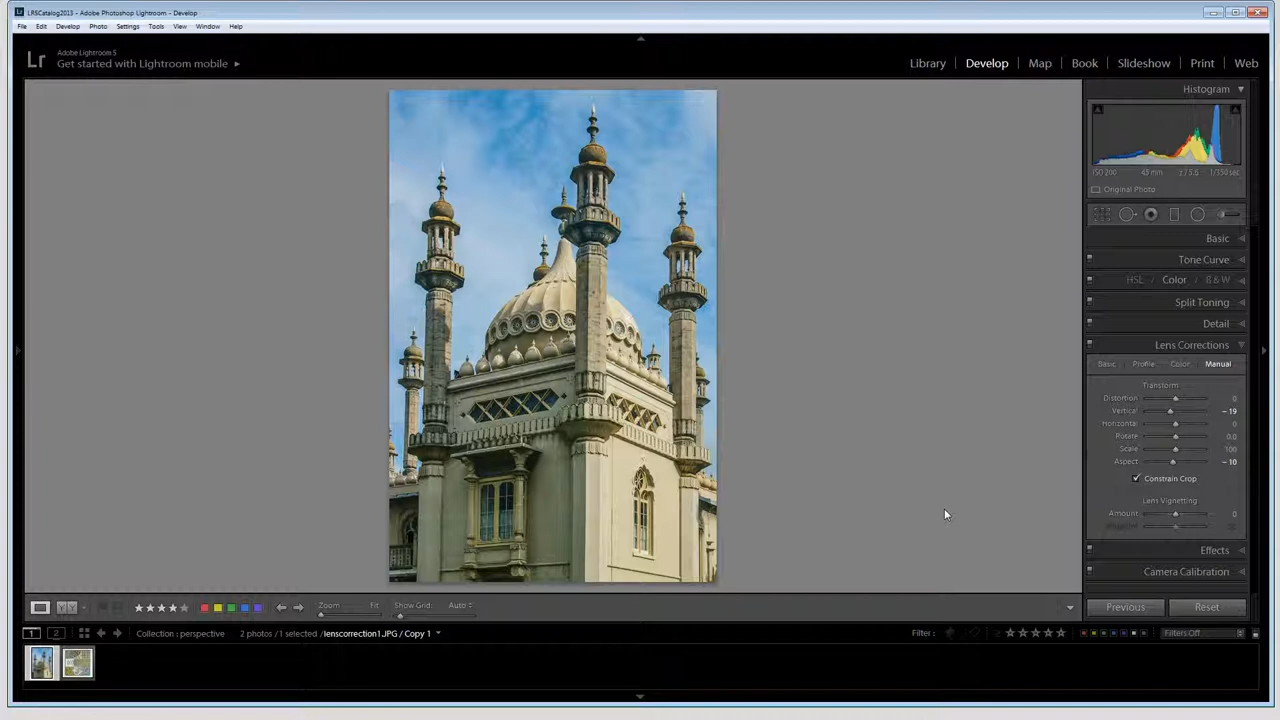 LR5Catalog2013 - Adobe Photoshop Lightroom - Develop
File Edit Develop Photo Settings Tools View Window Help
Lr
Adobe Lightroom 5
Get started with Lightroom mobile
Library Develop Map Book Slideshow Print Web
Histogram
ISO 200 45 mm ƒ / 5.6 1/350 sec
Original Photo
Basic
Tone Curve
HSL / Color / B & W
Split Toning
Detail
Lens Corrections
Basic Profile Color Manual
Transform
Distortion 0
Vertical - 19
Horizontal 0
Rotate 0.0
Scale 100
Aspect - 10
Constrain Crop
Lens Vignetting
Amount 0
Effects
Camera Calibration
Zoom Fit Show Grid: Auto
Previous Reset
1 2 Collection : perspective 2 photos / 1 selected / lenscorrection1.JPG / Copy 1
Filter : Filters Off